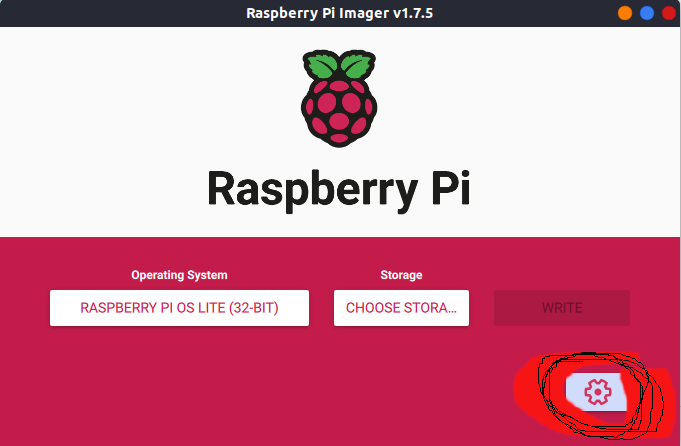 Raspberry Pi Imager v1.7.5
Raspberry Pi
Operating System
Storage
RASPBERRY PI OS LITE (32-BIT)
CHOOSE STORA...
WRITE